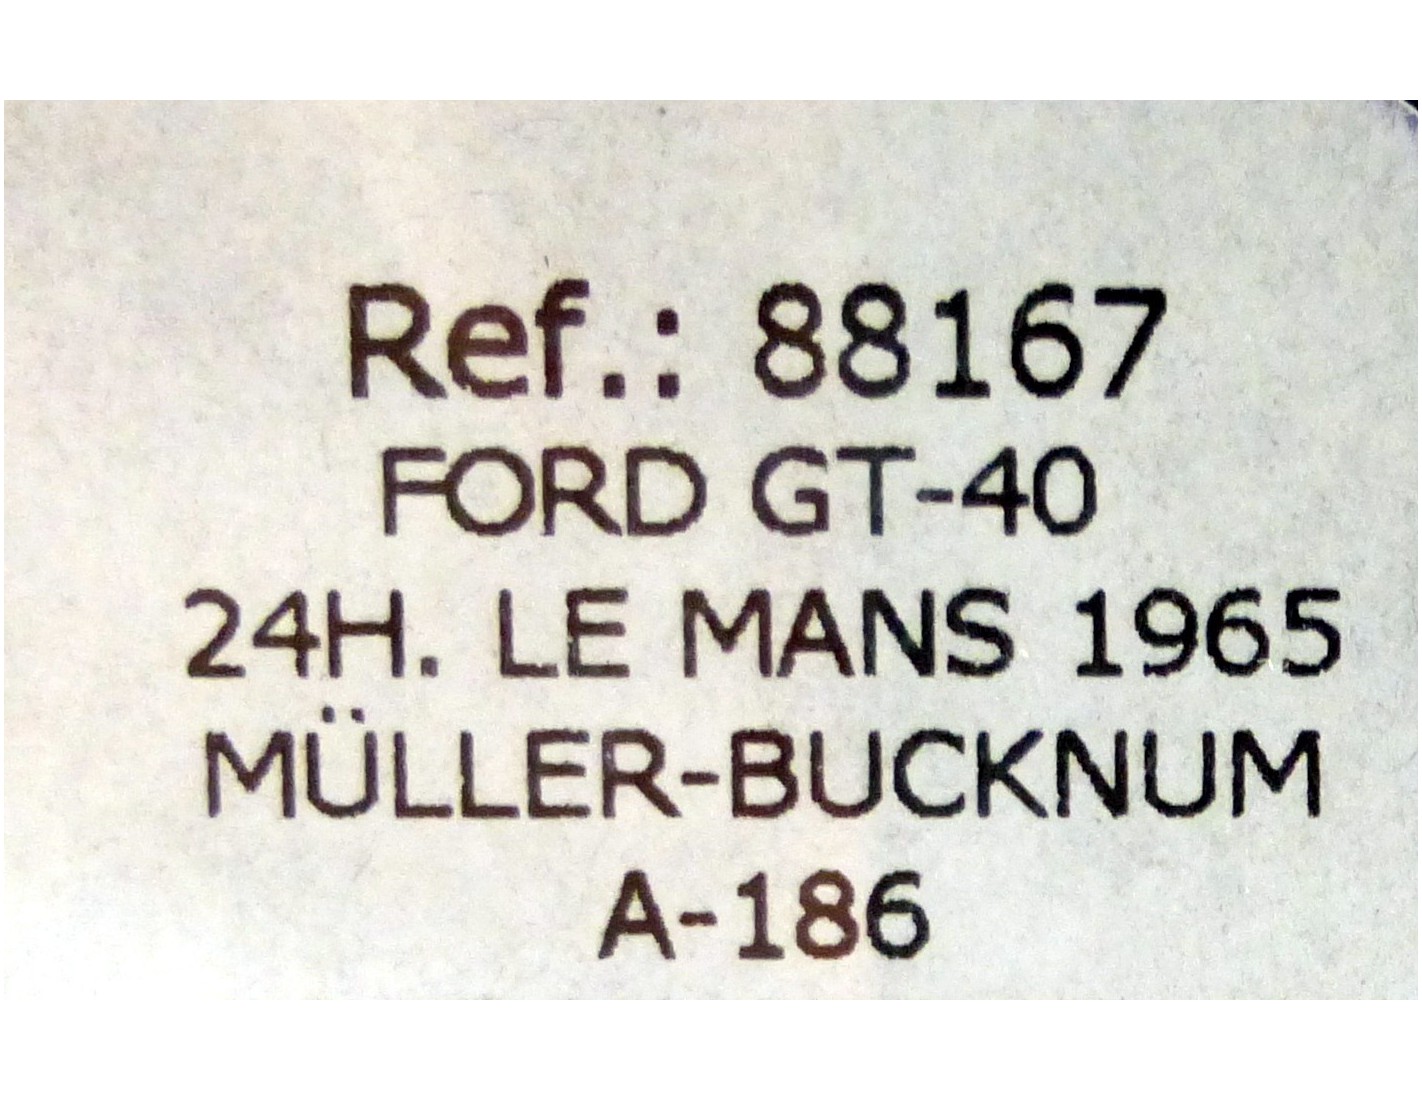 Ref.: 88167
FORD GT-40
24H. LE MANS 1965
MÜLLER-BUCKNUM
A-186